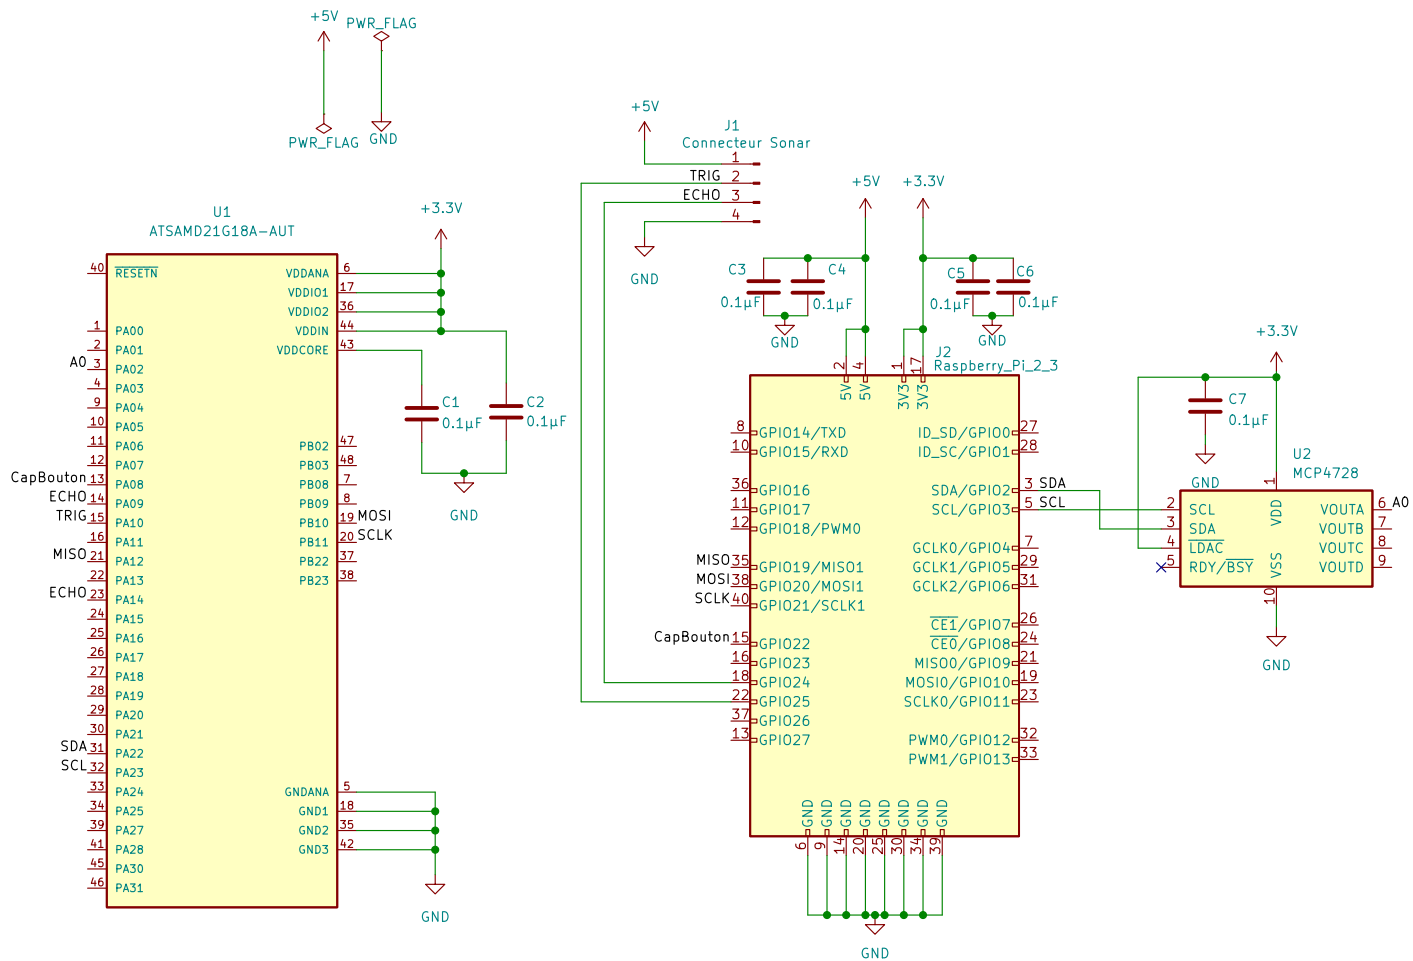 +5V
PWR_FLAG
PWR_FLAG
GND
U1
ATSAMD21G18A-AUT
+3.3V
40 RESETN
1 PA00
2 PA01
A0 3 PA02
4 PA03
9 PA04
10 PA05
11 PA06
12 PA07
CapBouton 13 PA08
ECHO 14 PA09
TRIG 15 PA10
16 PA11
MISO 21 PA12
22 PA13
ECHO 23 PA14
24 PA15
25 PA16
26 PA17
27 PA18
28 PA19
29 PA20
30 PA21
SDA 31 PA22
SCL 32 PA23
33 PA24
34 PA25
39 PA27
41 PA28
45 PA30
46 PA31
VDDANA 6
VDDIO1 17
VDDIO2 36
VDDIN 44
VDDCORE 43
PB02 47
PB03 48
PB08 7
PB09 8
PB10 19 MOSI
PB11 20 SCLK
PB22 37
PB23 38
GNDANA 5
GND1 18
GND2 35
GND3 42
GND
C1
0.1µF
C2
0.1µF
GND
+5V
J1
Connecteur Sonar
1
TRIG 2
ECHO 3
4
GND
+5V
+3.3V
C3
0.1µF
C4
0.1µF
GND
C5
0.1µF
C6
0.1µF
GND
J2
Raspberry_Pi_2_3
2 5V
4 5V
1 3V3
17 3V3
8 GPIO14/TXD
10 GPIO15/RXD
36 GPIO16
11 GPIO17
12 GPIO18/PWM0
MISO 35 GPIO19/MISO1
MOSI 38 GPIO20/MOSI1
SCLK 40 GPIO21/SCLK1
CapBouton 15 GPIO22
16 GPIO23
18 GPIO24
22 GPIO25
37 GPIO26
13 GPIO27
ID_SD/GPIO0 27
ID_SC/GPIO1 28
SDA/GPIO2 3 SDA
SCL/GPIO3 5 SCL
GCLK0/GPIO4 7
GCLK1/GPIO5 29
GCLK2/GPIO6 31
CE1/GPIO7 26
CE0/GPIO8 24
MISO0/GPIO9 21
MOSI0/GPIO10 19
SCLK0/GPIO11 23
PWM0/GPIO12 32
PWM1/GPIO13 33
GND 6
GND 9
GND 14
GND 20
GND 25
GND 30
GND 34
GND 39
GND
+3.3V
C7
0.1µF
GND
U2
MCP4728
1 VDD
2 SCL
3 SDA
4 LDAC
5 RDY/BSY
VOUTA 6 A0
VOUTB 7
VOUTC 8
VOUTD 9
VSS 10
GND